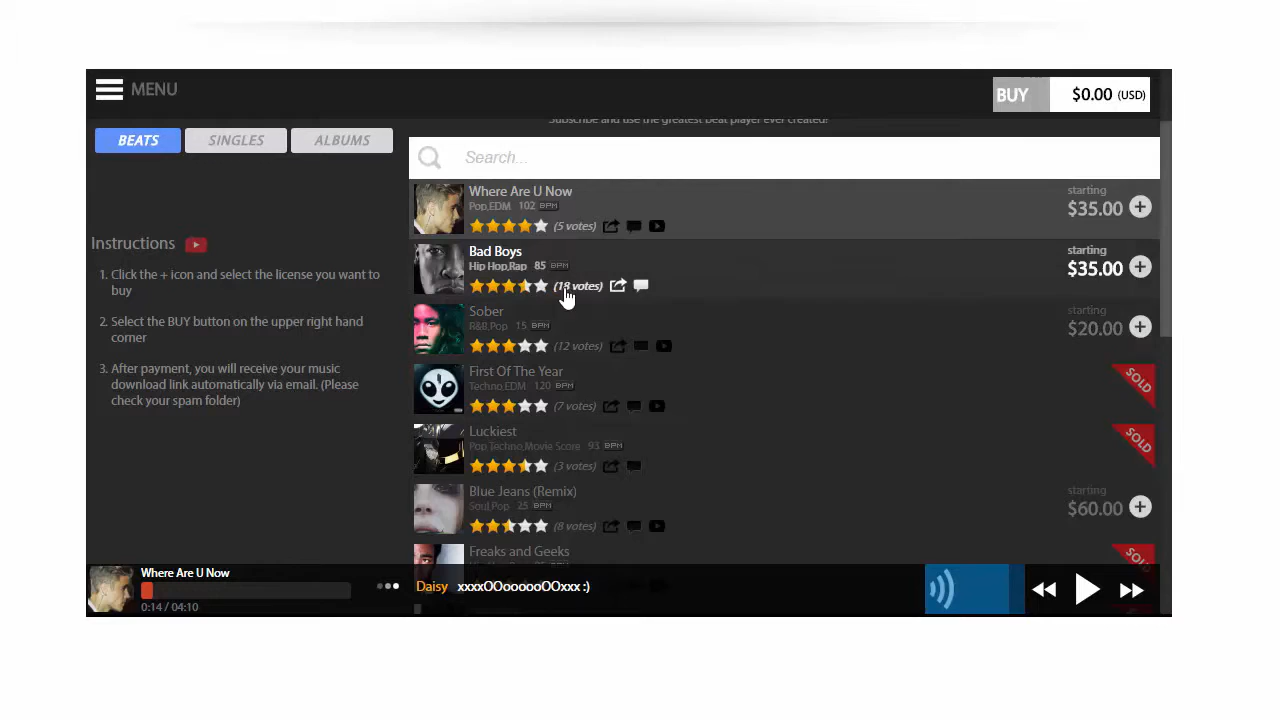 MENU
BUY $0.00 (USD)
BEATS SINGLES ALBUMS
Subscribe and use the greatest beat player ever created!
Search...
Instructions
1. Click the + icon and select the license you want to buy
2. Select the BUY button on the upper right hand corner
3. After payment, you will receive your music download link automatically via email. (Please check your spam folder)
Where Are U Now
Pop,EDM 102 BPM
(5 votes)
starting
$35.00
Bad Boys
Hip Hop,Rap 85 BPM
(18 votes)
starting
$35.00
Sober
R&B,Pop 15 BPM
(12 votes)
starting
$20.00
First Of The Year
Techno,EDM 120 BPM
(7 votes)
SOLD
Luckiest
Pop,Techno,Movie Score 93 BPM
(3 votes)
SOLD
Blue Jeans (Remix)
Soul,Pop 25 BPM
(8 votes)
starting
$60.00
Freaks and Geeks
SOLD
Where Are U Now
0:14 / 04:10
Daisy xxxxOOooooooOOxxx :)